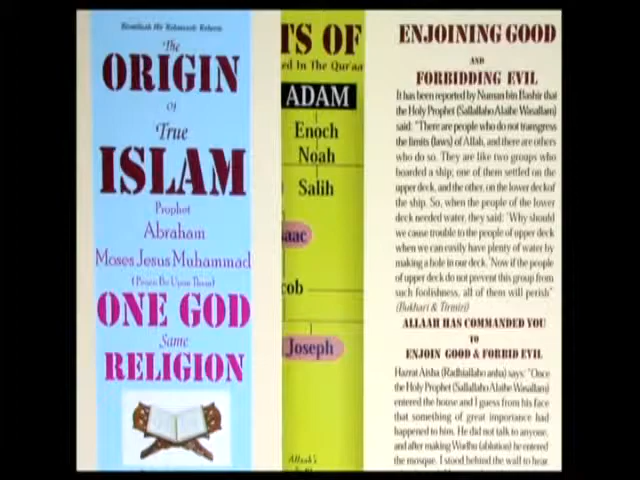 Bismillaah Hir Rahmaanir Raheem
The
ORIGIN
Of
True
ISLAM
Prophet
Abraham
Moses Jesus Muhammad
(Peace Be Upon Them)
ONE GOD
Same
RELIGION
TS OF
ed In The Qur'aa
ADAM
Enoch
Noah
Salih
saac
cob
Joseph
Allaah's
ENJOINING GOOD
AND
FORBIDDING EVIL
It has been reported by Numan bin Bashir that
the Holy Prophet (Sallallaho Alaihe Wasallam)
said: "There are people who do not transgress
the limits (laws) of Allah, and there are others
who do so. They are like two groups who
boarded a ship; one of them settled on the
upper deck, and the other, on the lower deck of
the ship. So, when the people of the lower
deck needed water, they said: "Why should
we cause trouble to the people of upper deck
when we can easily have plenty of water by
making a hole in our deck. "Now if the people
of upper deck do not prevent this group from
such foolishness, all of them will perish"
(Bukhari & Tirmizi)
ALLAAH HAS COMMANDED YOU
TO
ENJOIN GOOD & FORBID EVIL
Hazrat Aisha (Radhiallaho anha) says: "Once
the Holy Prophet (Sallallaho Alaihe Wasallam)
entered the house and I guess from his face
that something of great importance had
happened to him. He did not talk to anyone,
and after making Wudhu (ablution) he entered
the mosque. I stood behind the wall to hear